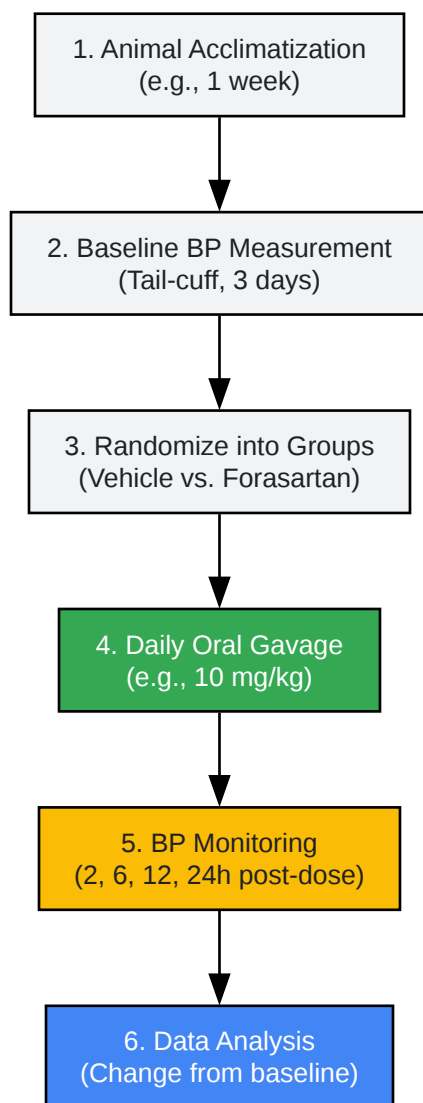 1. Animal Acclimatization
(e.g., 1 week)
2. Baseline BP Measurement
(Tail-cuff, 3 days)
3. Randomize into Groups
(Vehicle vs. Forasartan)
4. Daily Oral Gavage
(e.g., 10 mg/kg)
5. BP Monitoring
(2, 6, 12, 24h post-dose)
6. Data Analysis
(Change from baseline)